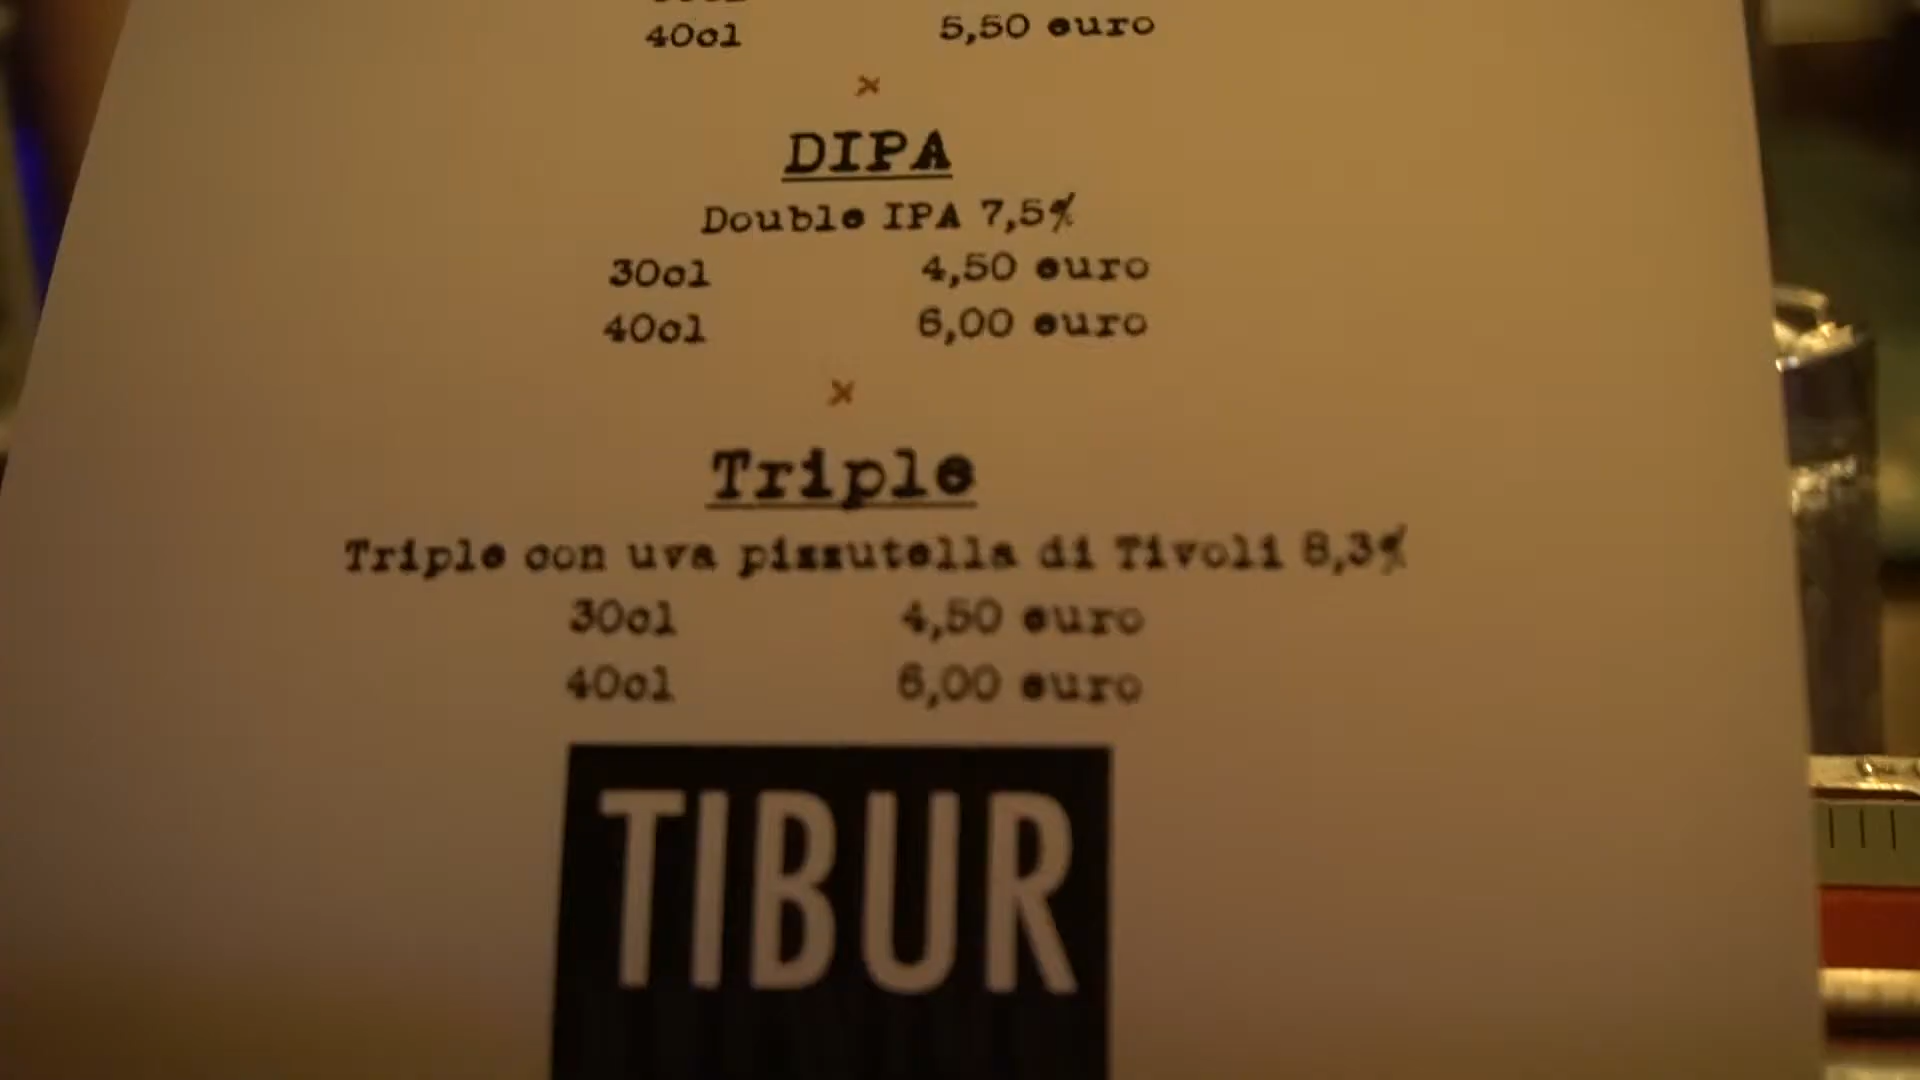 40cl 5,50 euro
x
DIPA
Double IPA 7,5%
30cl 4,50 euro
40cl 6,00 euro
x
Triple
Triple con uva pizzutella di Tivoli 8,3%
30cl 4,50 euro
40cl 6,00 euro
TIBUR